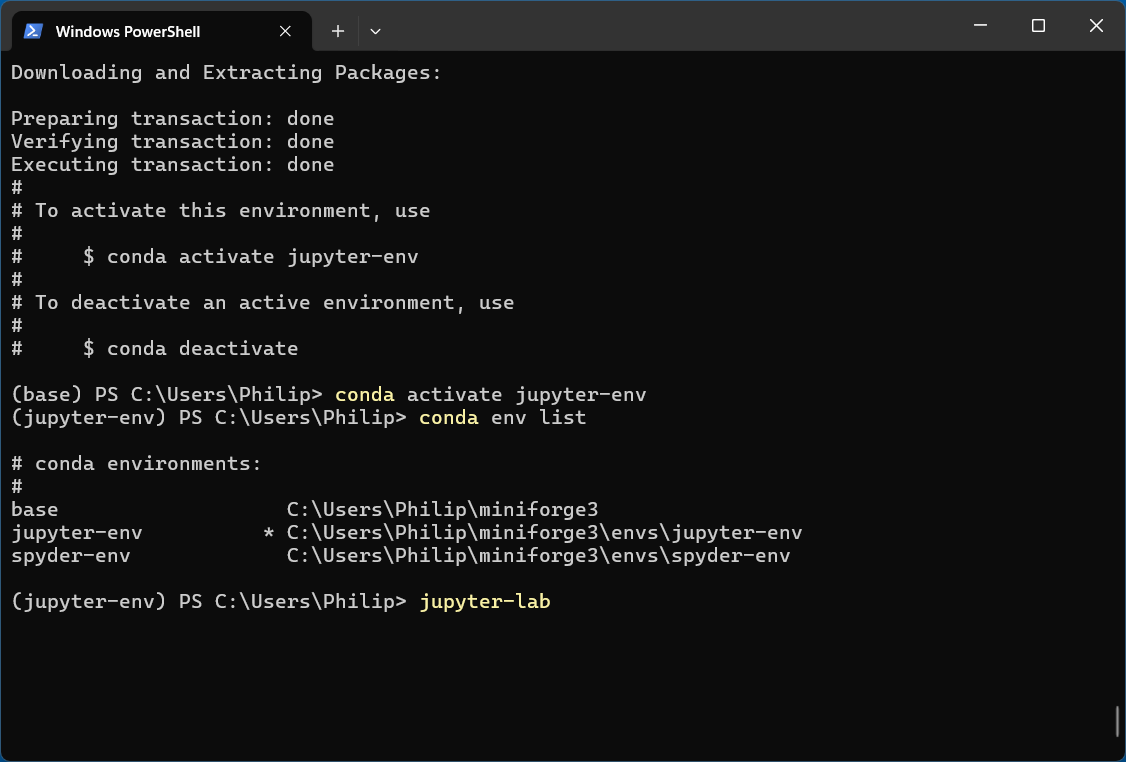 Windows PowerShell
Downloading and Extracting Packages:
Preparing transaction: done
Verifying transaction: done
Executing transaction: done
#
# To activate this environment, use
#
#     $ conda activate jupyter-env
#
# To deactivate an active environment, use
#
#     $ conda deactivate
(base) PS C:\Users\Philip> conda activate jupyter-env
(jupyter-env) PS C:\Users\Philip> conda env list
# conda environments:
#
base                   C:\Users\Philip\miniforge3
jupyter-env          * C:\Users\Philip\miniforge3\envs\jupyter-env
spyder-env             C:\Users\Philip\miniforge3\envs\spyder-env
(jupyter-env) PS C:\Users\Philip> jupyter-lab